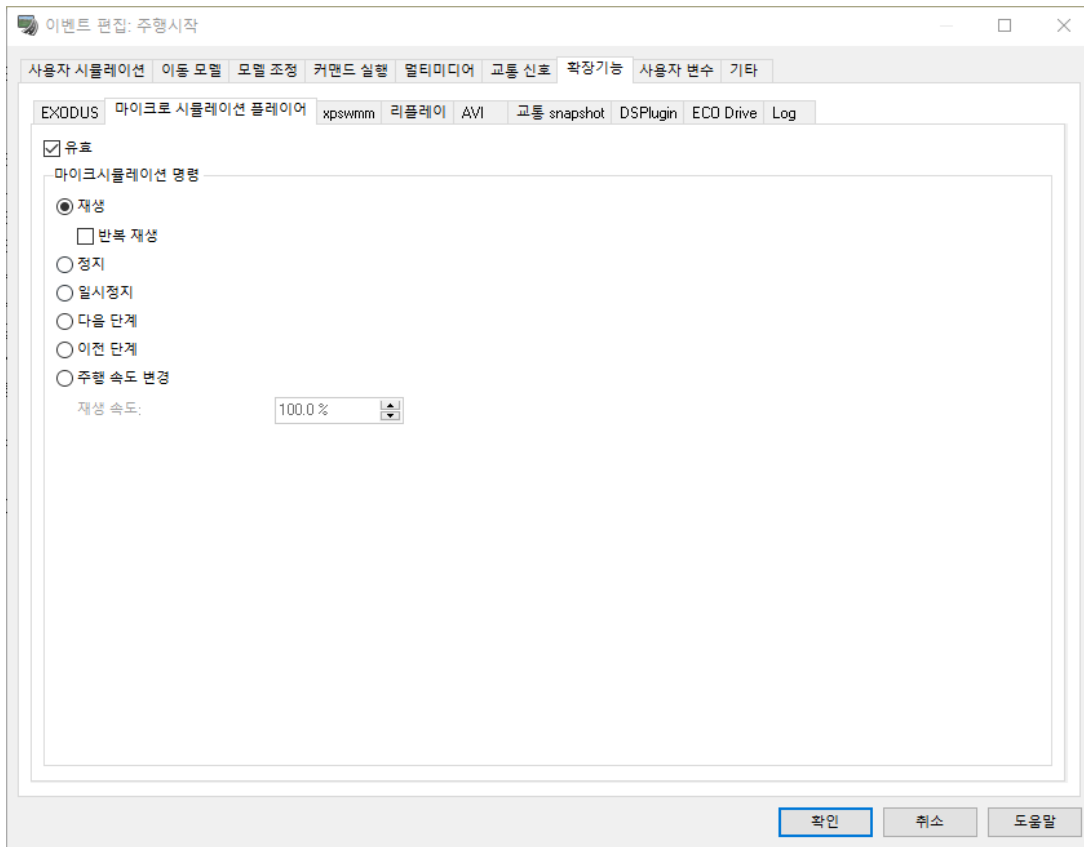 이벤트 편집: 주행시작
사용자 시뮬레이션 이동 모델 모델 조정 커맨드 실행 멀티미디어 교통 신호 확장기능 사용자 변수 기타
EXODUS 마이크로 시뮬레이션 플레이어 xpswmm 리플레이 AVI 교통 snapshot DSPlugin ECO Drive Log
유효
마이크시뮬레이션 명령
재생
반복 재생
정지
일시정지
다음 단계
이전 단계
주행 속도 변경
재생 속도: 100.0 %
확인 취소 도움말